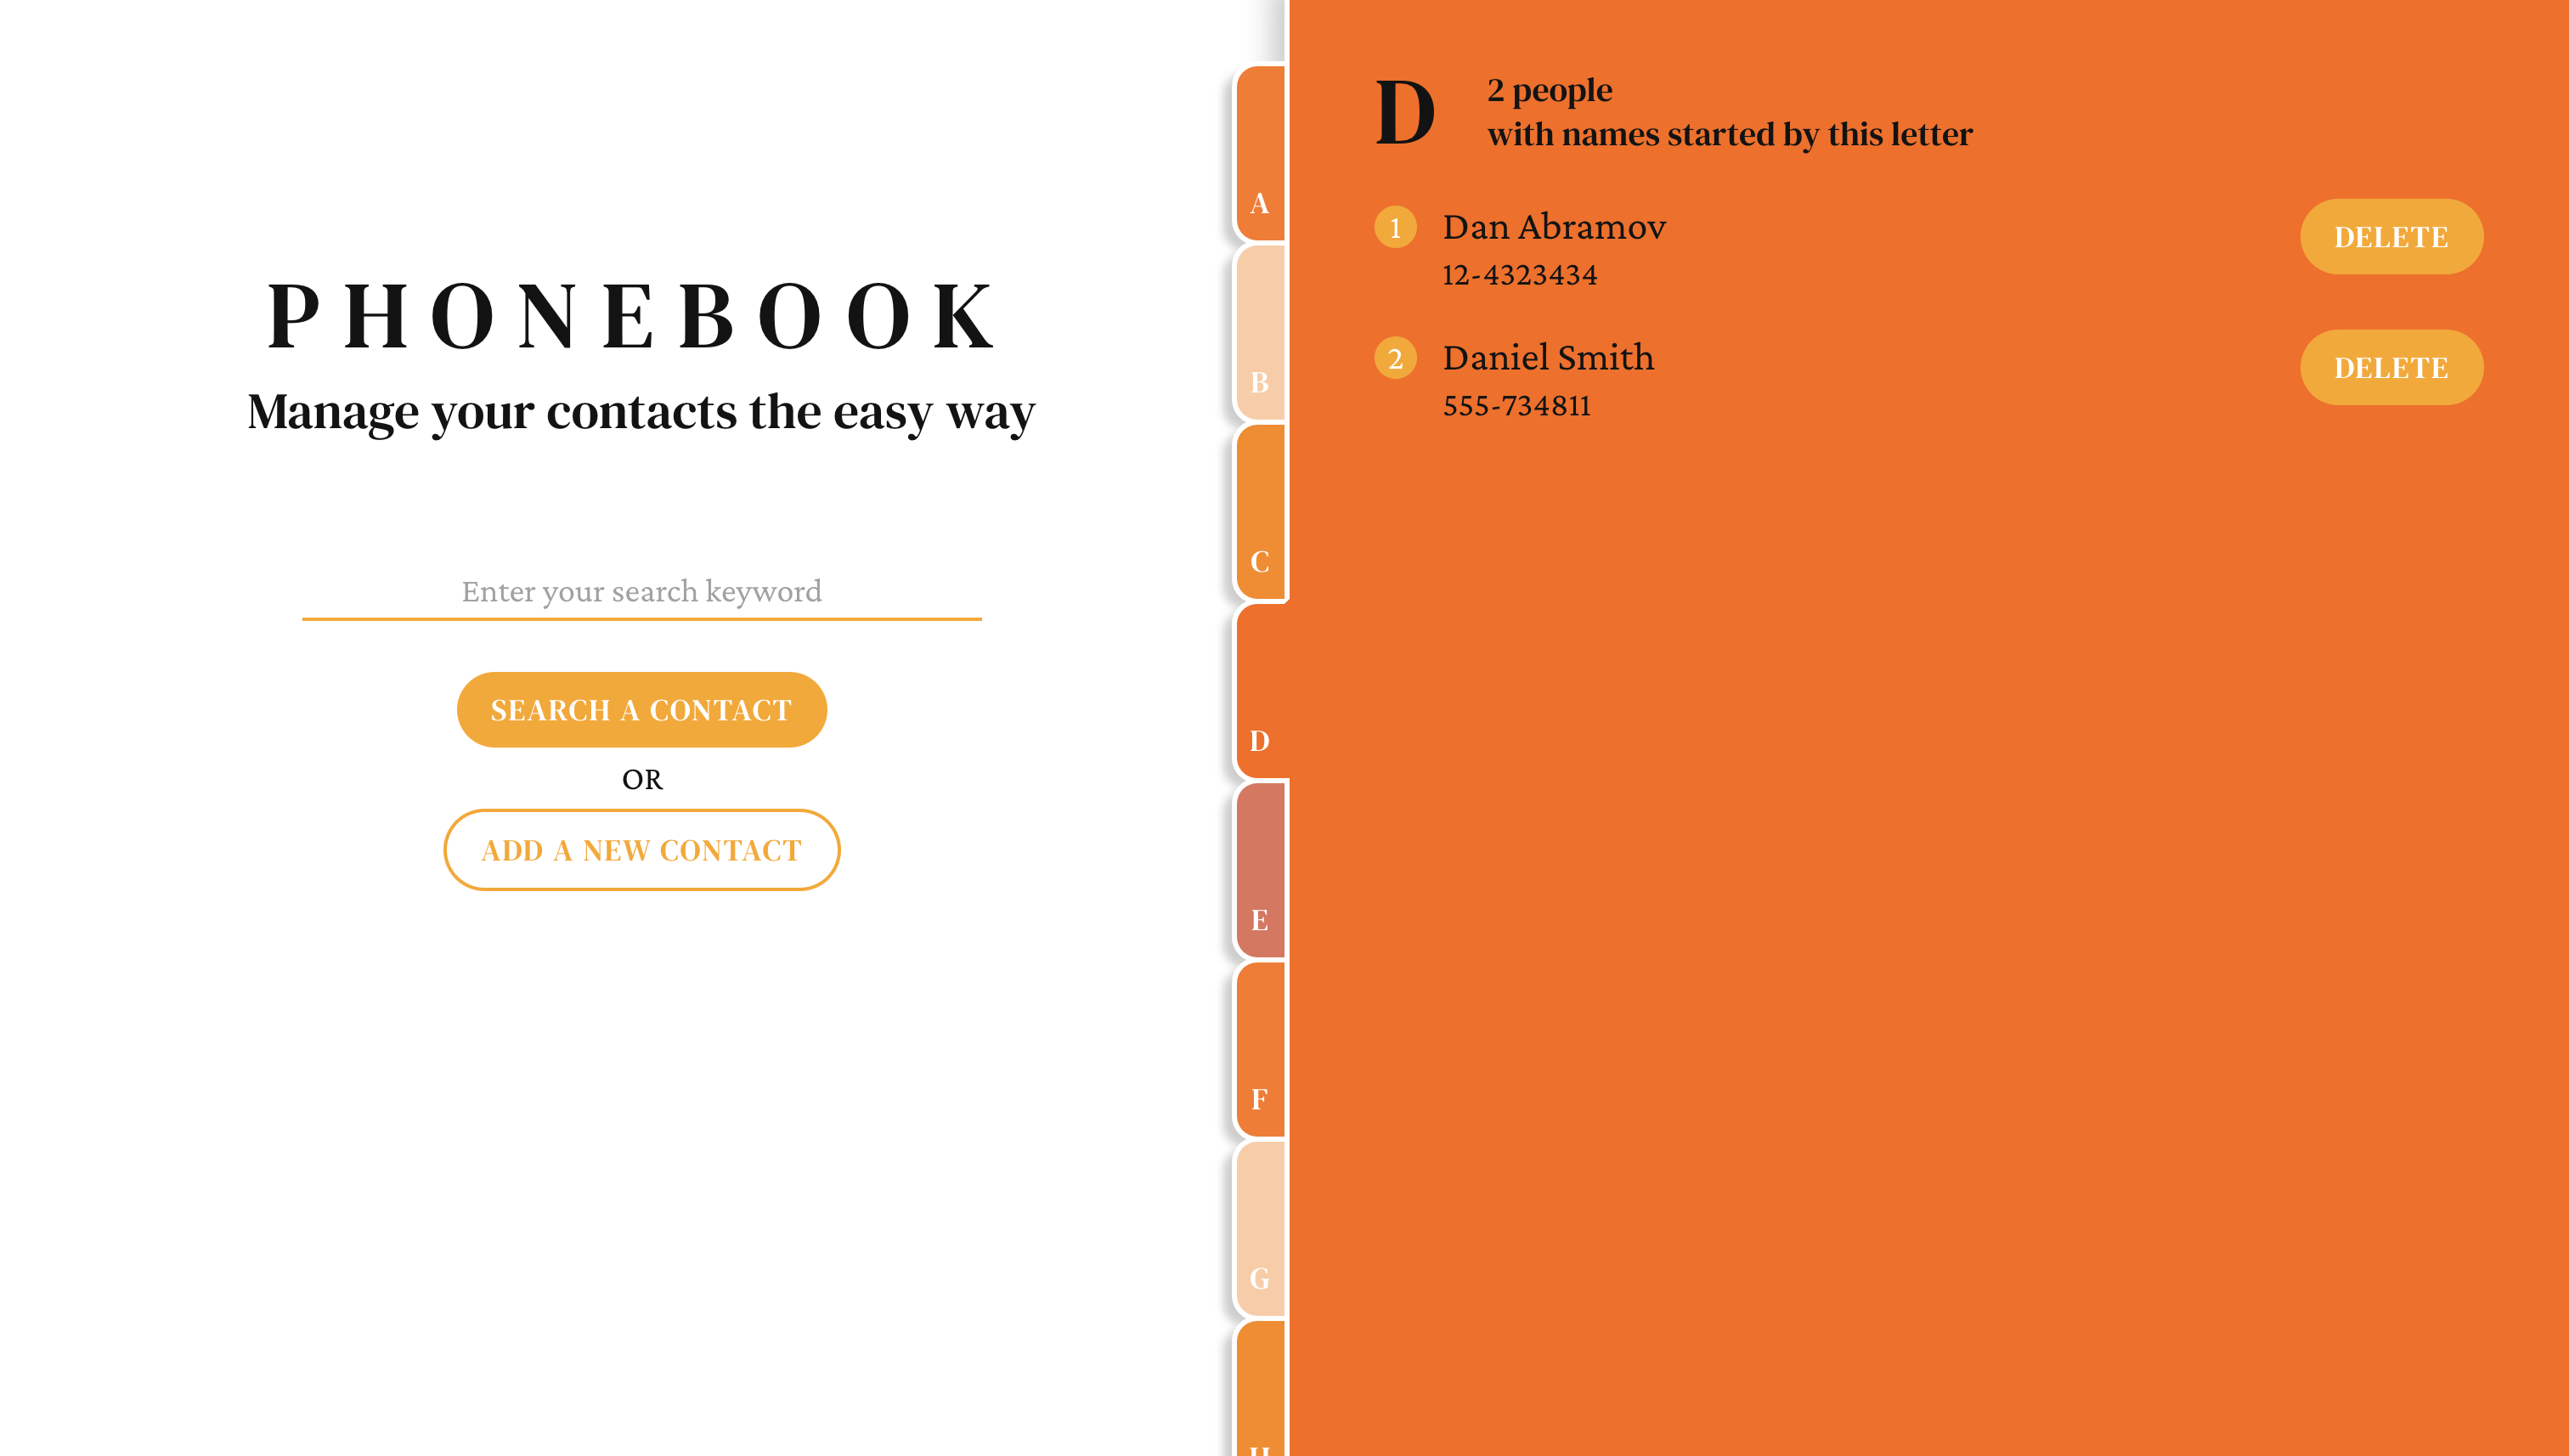 PHONEBOOK
Manage your contacts the easy way
Enter your search keyword
SEARCH A CONTACT
OR
ADD A NEW CONTACT
A
B
C
D
E
F
G
D
2 people
with names started by this letter
1 Dan Abramov
12-4323434
DELETE
2 Daniel Smith
555-734811
DELETE